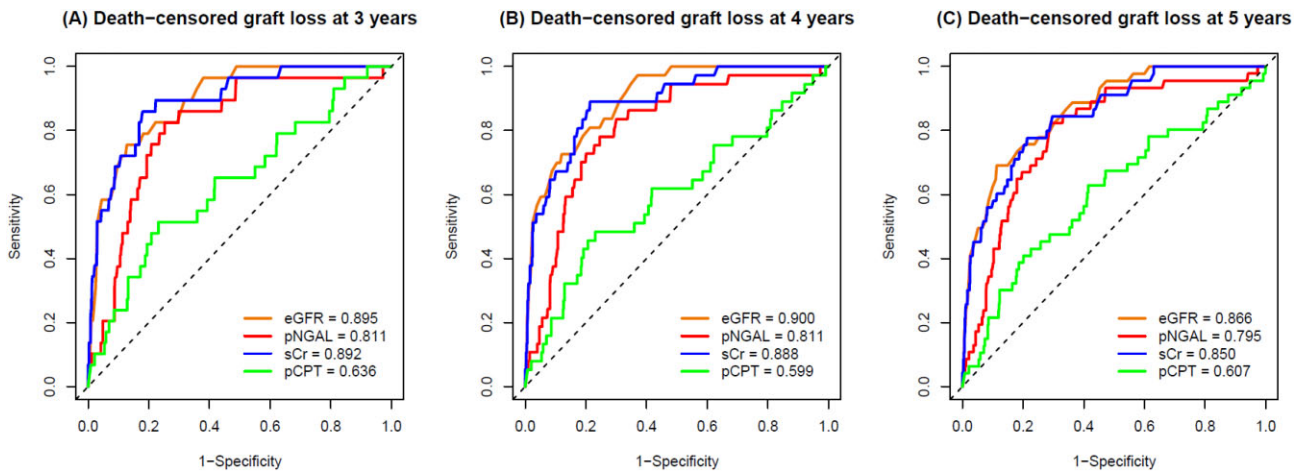 (A) Death−censored graft loss at 3 years
Sensitivity
1.0
0.8
0.6
0.4
0.2
0.0
eGFR = 0.895
pNGAL = 0.811
sCr = 0.892
pCPT = 0.636
0.0 0.2 0.4 0.6 0.8 1.0
1−Specificity
(B) Death−censored graft loss at 4 years
Sensitivity
1.0
0.8
0.6
0.4
0.2
0.0
eGFR = 0.900
pNGAL = 0.811
sCr = 0.888
pCPT = 0.599
0.0 0.2 0.4 0.6 0.8 1.0
1−Specificity
(C) Death−censored graft loss at 5 years
Sensitivity
1.0
0.8
0.6
0.4
0.2
0.0
eGFR = 0.866
pNGAL = 0.795
sCr = 0.850
pCPT = 0.607
0.0 0.2 0.4 0.6 0.8 1.0
1−Specificity